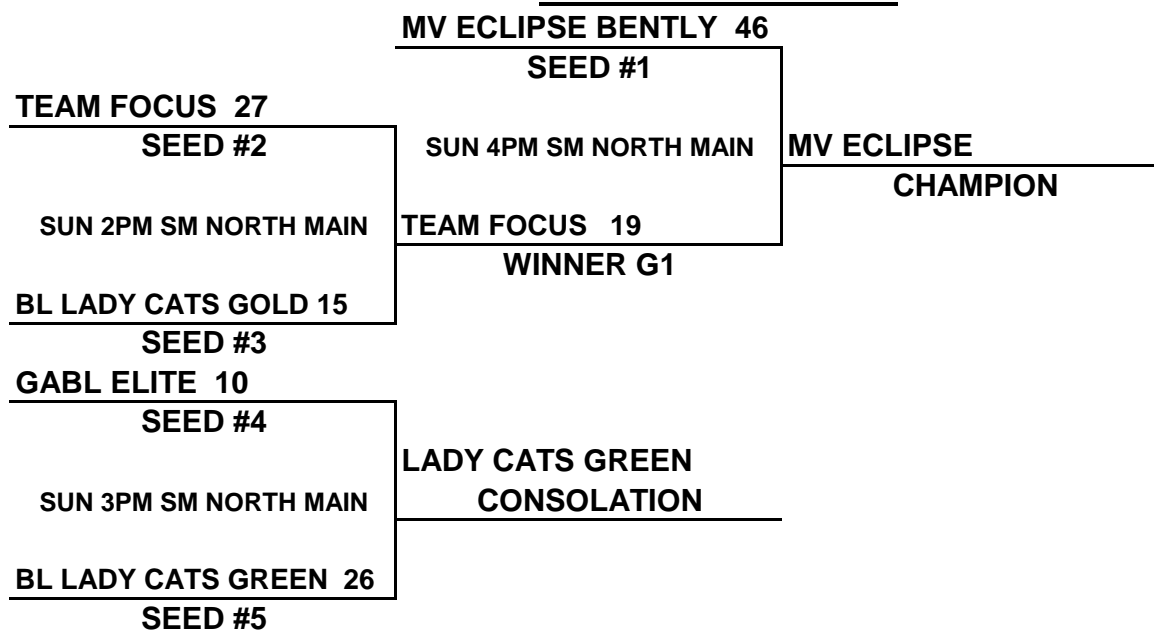 MV ECLIPSE BENTLY 46
SEED #1
TEAM FOCUS 27
SEED #2
SUN 4PM SM NORTH MAIN
MV ECLIPSE
CHAMPION
SUN 2PM SM NORTH MAIN
TEAM FOCUS 19
WINNER G1
BL LADY CATS GOLD 15
SEED #3
GABL ELITE 10
SEED #4
LADY CATS GREEN
SUN 3PM SM NORTH MAIN
CONSOLATION
BL LADY CATS GREEN 26
SEED #5